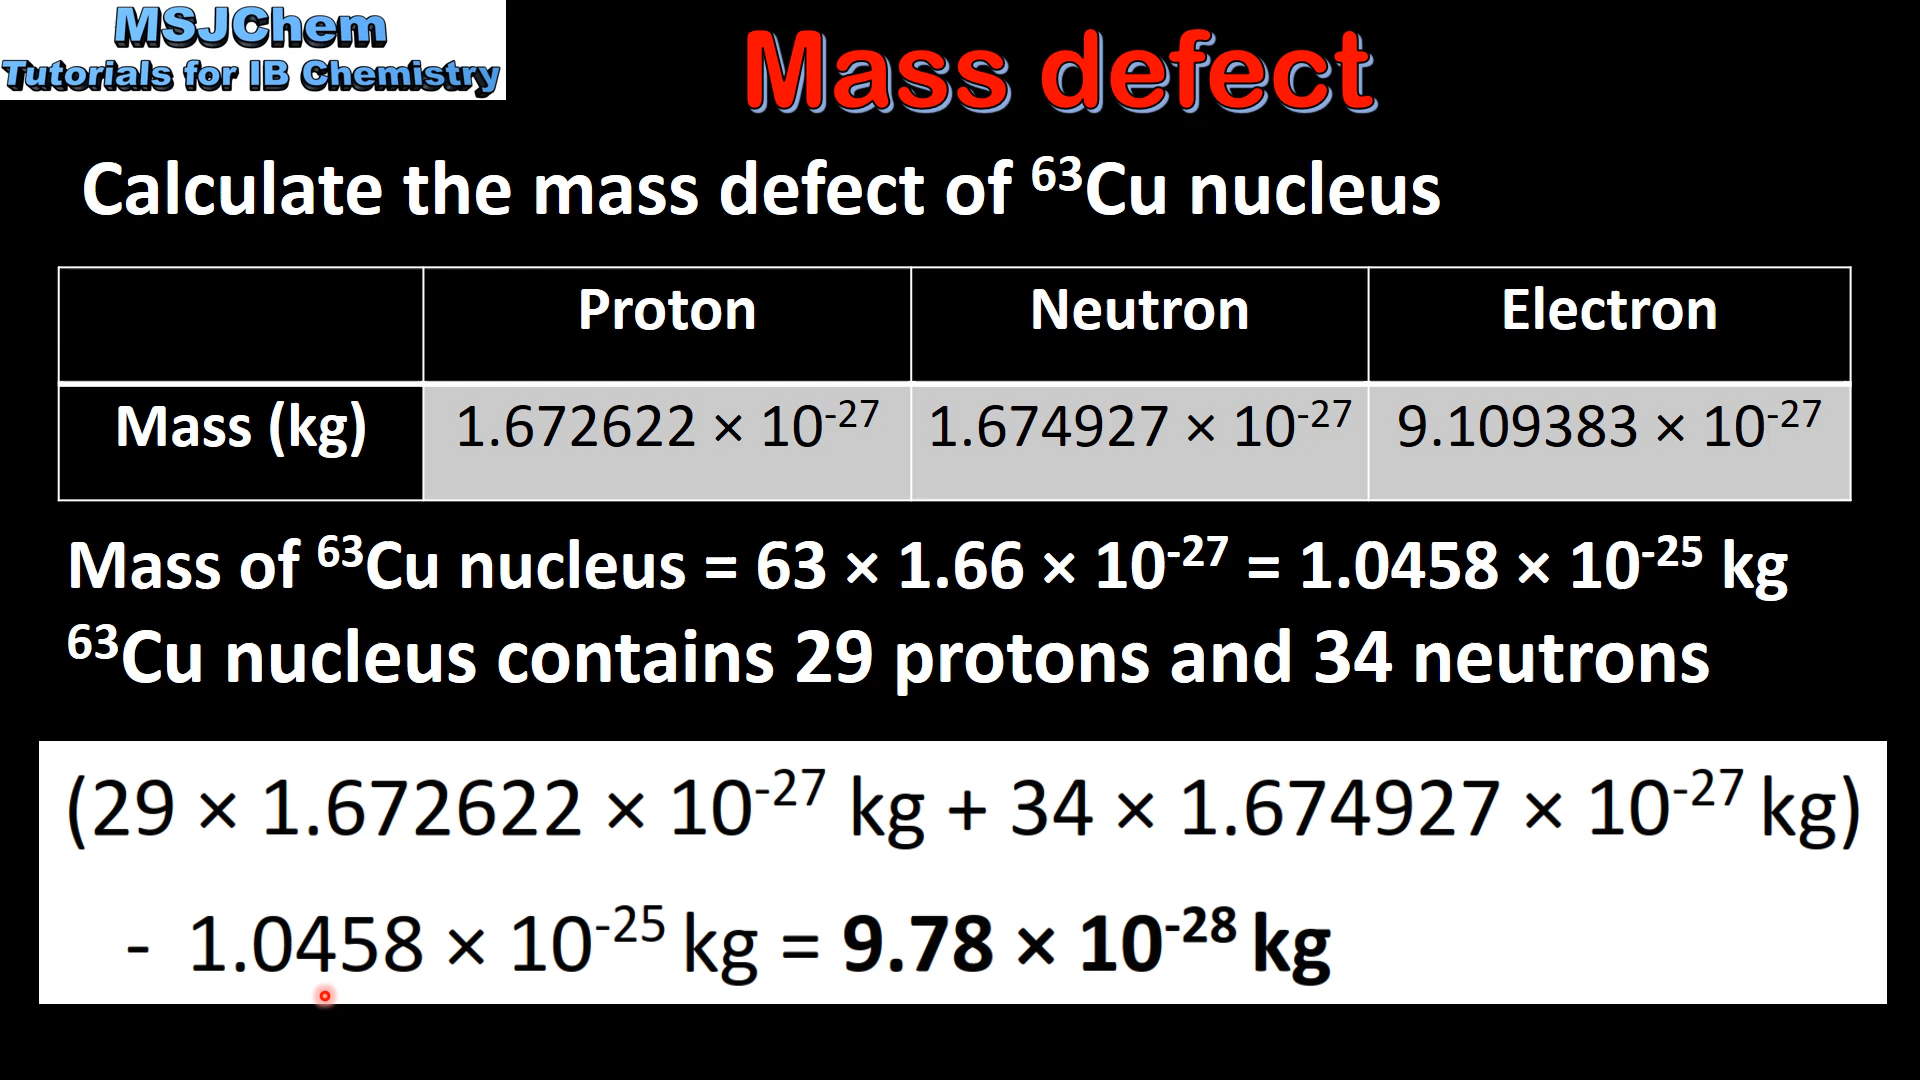 MSJChem
Tutorials for IB Chemistry
Mass defect
Calculate the mass defect of ⁶³Cu nucleus
Proton Neutron Electron
Mass (kg) 1.672622 × 10⁻²⁷ 1.674927 × 10⁻²⁷ 9.109383 × 10⁻²⁷
Mass of ⁶³Cu nucleus = 63 × 1.66 × 10⁻²⁷ = 1.0458 × 10⁻²⁵ kg
⁶³Cu nucleus contains 29 protons and 34 neutrons
(29 × 1.672622 × 10⁻²⁷ kg + 34 × 1.674927 × 10⁻²⁷ kg)
- 1.0458 × 10⁻²⁵ kg = 9.78 × 10⁻²⁸ kg